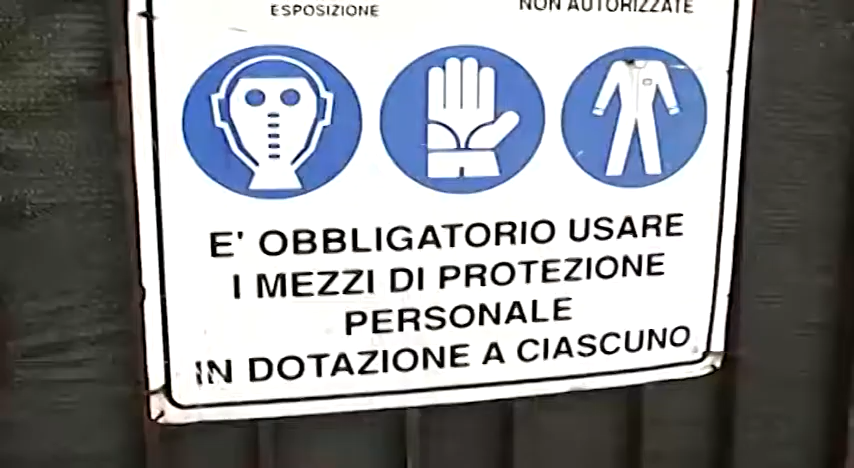 ESPOSIZIONE
NON AUTORIZZATE
E' OBBLIGATORIO USARE
I MEZZI DI PROTEZIONE
PERSONALE
IN DOTAZIONE A CIASCUNO